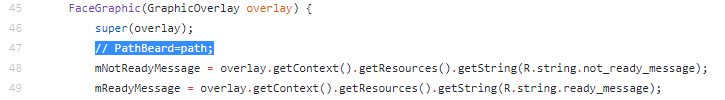 45 FaceGraphic(GraphicOverlay overlay) {
46 super(overlay);
47 // PathBeard=path;
48 mNotReadyMessage = overlay.getContext().getResources().getString(R.string.not_ready_message);
49 mReadyMessage = overlay.getContext().getResources().getString(R.string.ready_message);